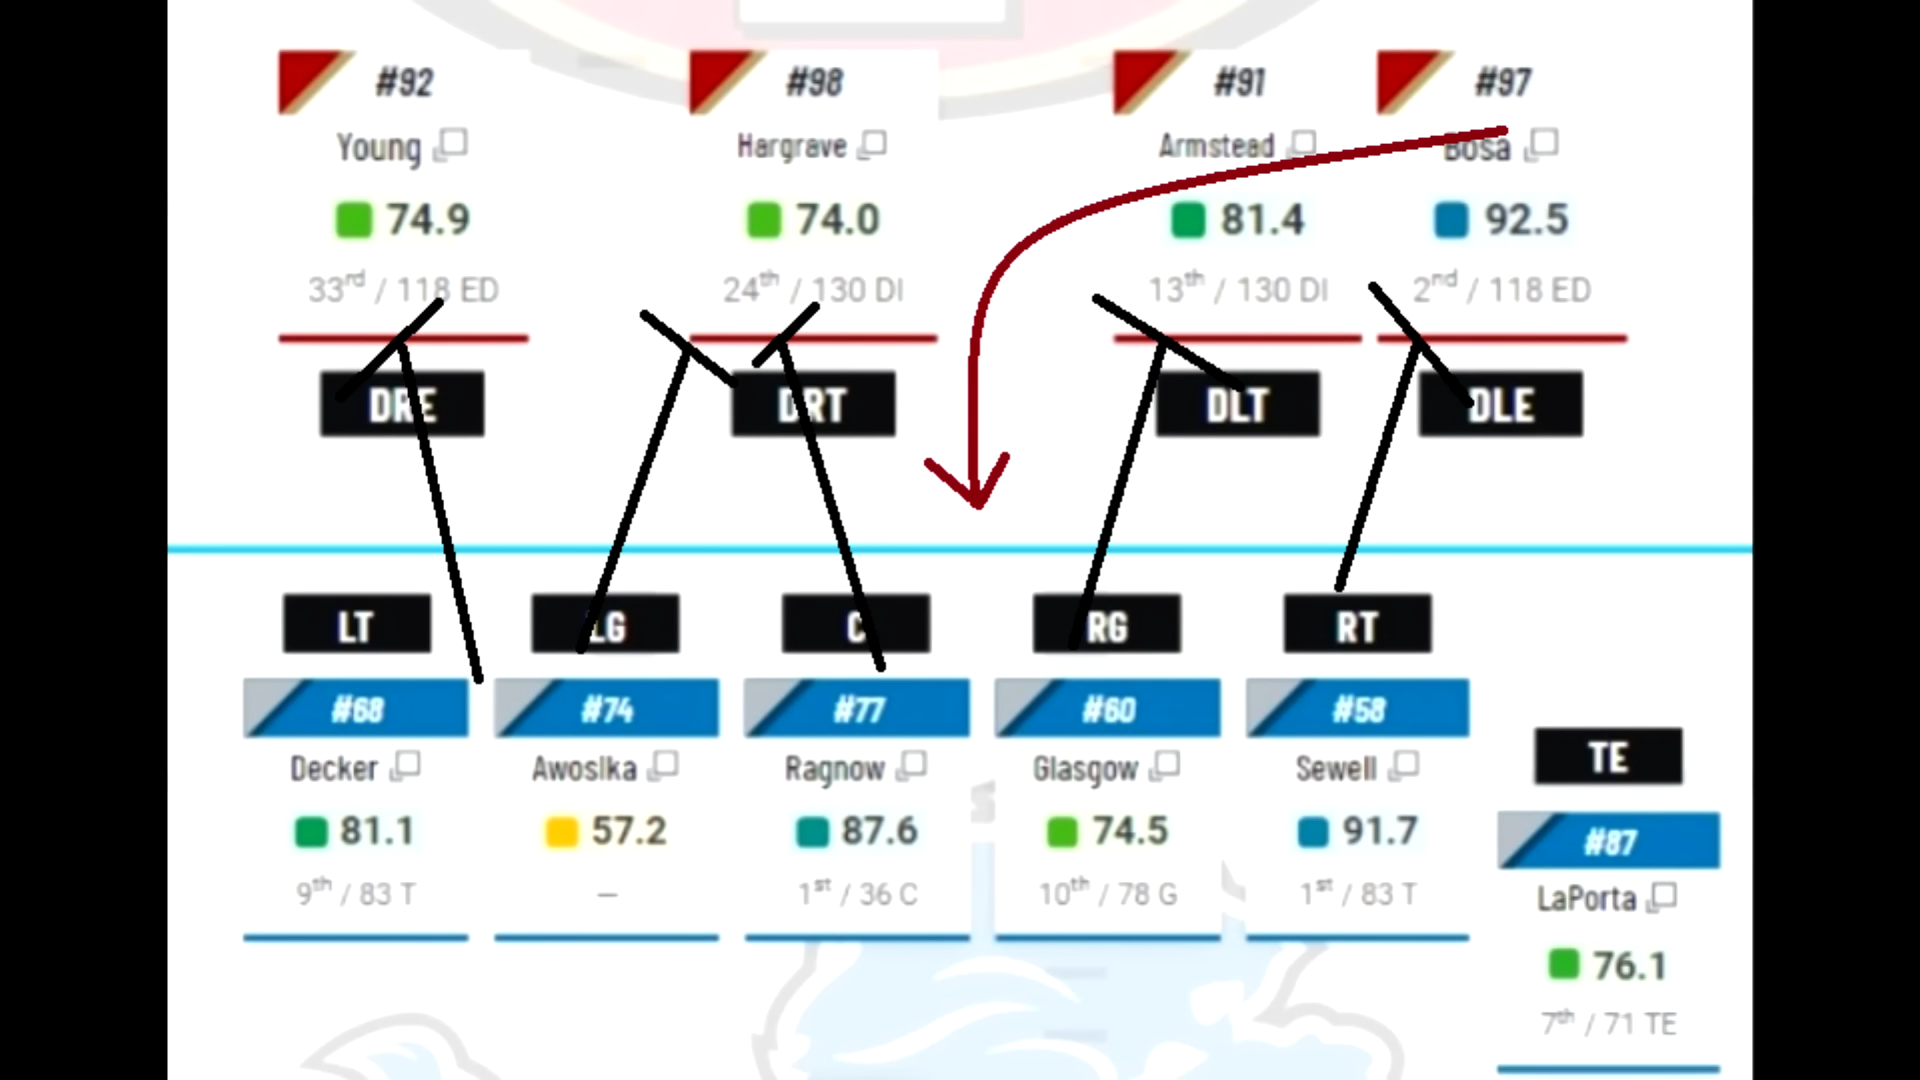 #92 #98 #91 #97
Young Hargrave Armstead Bosa
74.9 74.0 81.4 92.5
33rd / 118 ED 24th / 130 DI 13th / 130 DI 2nd / 118 ED
DRE DRT DLT DLE
LT LG C RG RT
#68 #74 #77 #60 #58
TE
Decker Awosika Ragnow Glasgow Sewell
81.1 57.2 87.6 74.5 91.7
#87
9th / 83 T — 1st / 36 C 10th / 78 G 1st / 83 T
LaPorta
76.1
7th / 71 TE